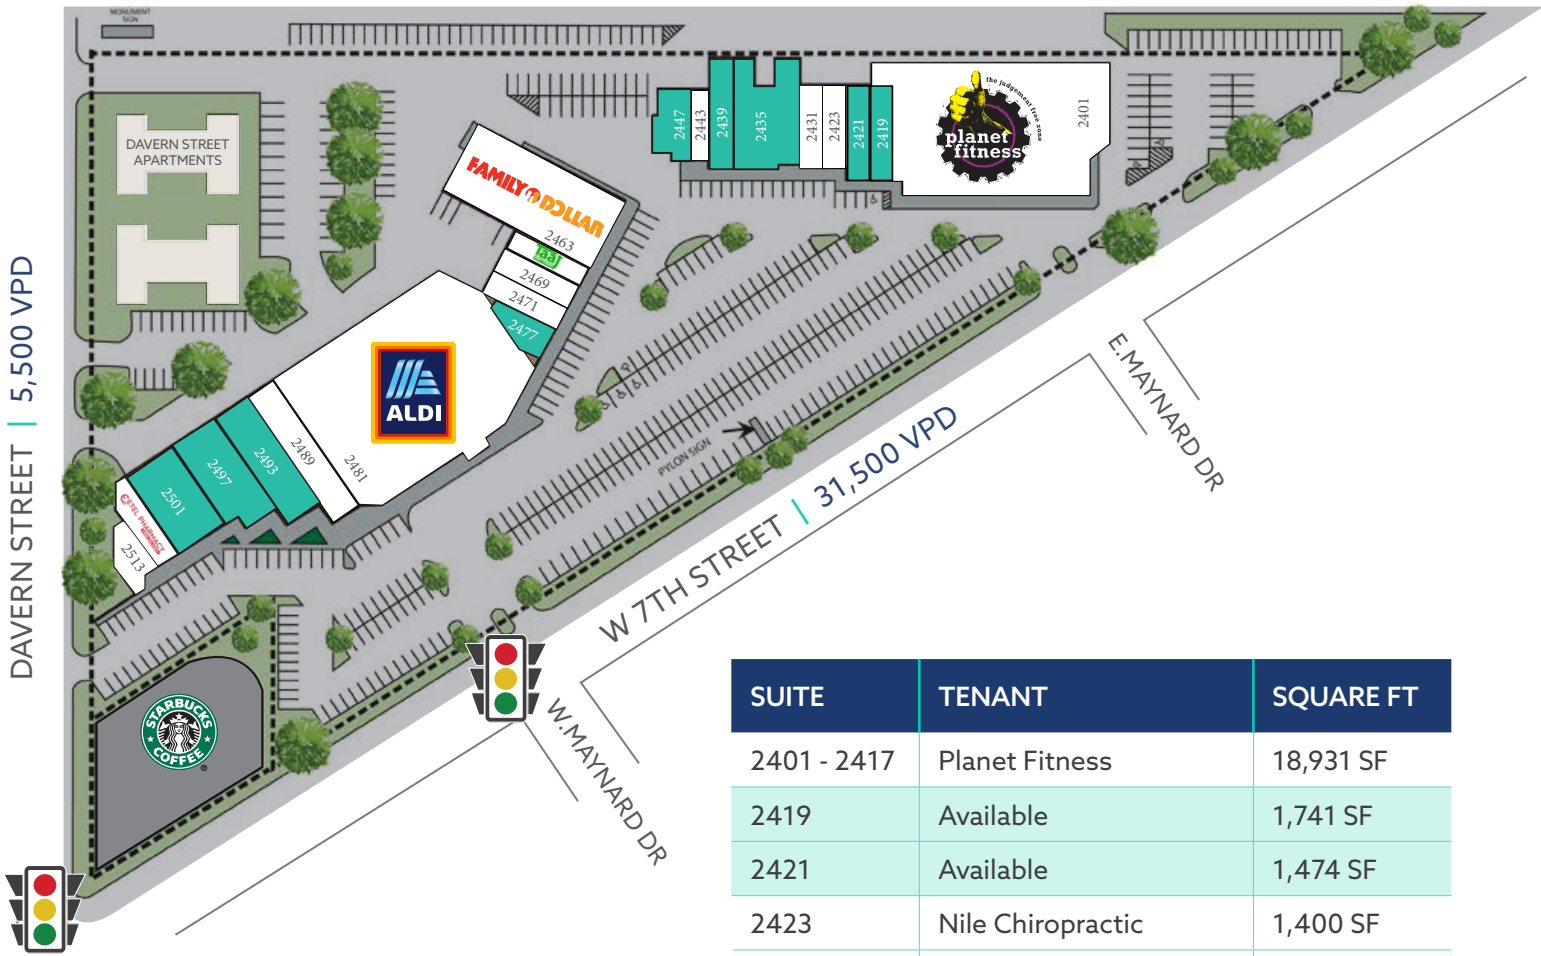 MONUMENT
SIGN
DAVERN STREET
APARTMENTS
DAVERN STREET | 5,500 VPD
FAMILY DOLLAR
2463
taaj
2469
2471
2477
2447
2443
2439
2435
2431
2423
2421
2419
the judgement free zone
planet
fitness
2401
ALDI
2481
2489
2493
2497
2501
CETEL PHARMACY
2513
PYLON SIGN
W 7TH STREET | 31,500 VPD
E.MAYNARD DR
W.MAYNARD DR
STARBUCKS
COFFEE
®
SUITE TENANT SQUARE FT
2401 - 2417 Planet Fitness 18,931 SF
2419 Available 1,741 SF
2421 Available 1,474 SF
2423 Nile Chiropractic 1,400 SF